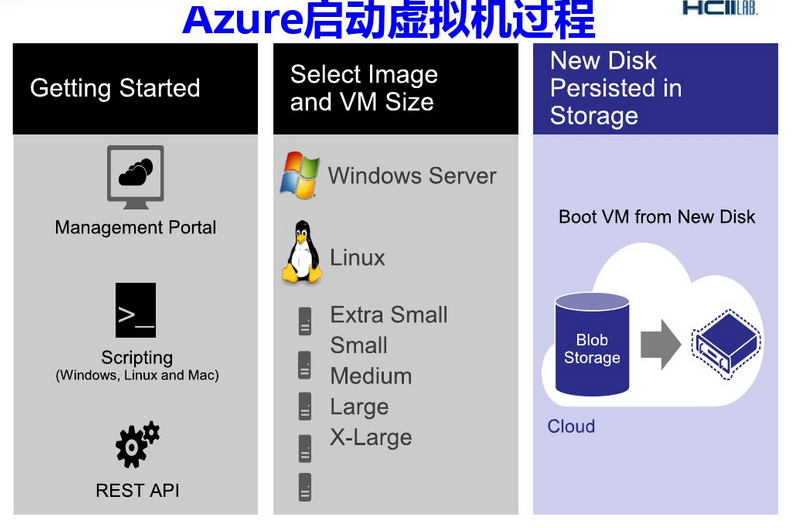 Azure启动虚拟机过程
HCII LAB.
Getting Started
Management Portal
>_
Scripting
(Windows, Linux and Mac)
REST API
Select Image
and VM Size
Windows Server
Linux
Extra Small
Small
Medium
Large
X-Large
New Disk
Persisted in
Storage
Boot VM from New Disk
Blob
Storage
Cloud